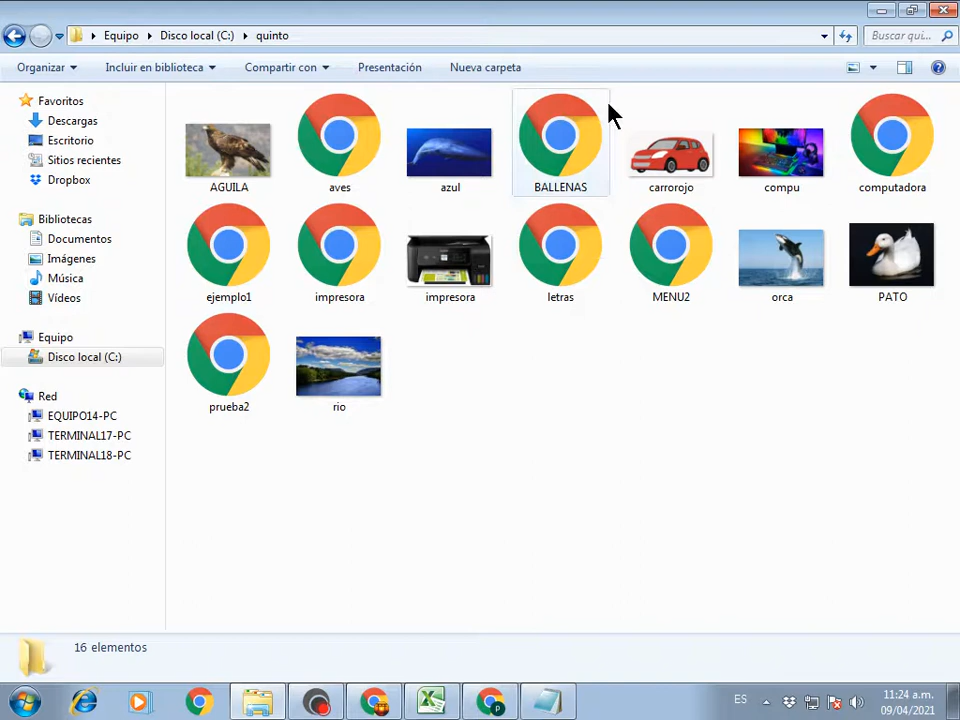 Equipo Disco local (C:) quinto
Buscar qui...
Organizar Incluir en biblioteca Compartir con Presentación Nueva carpeta
Favoritos
Descargas
Escritorio
Sitios recientes
Dropbox
Bibliotecas
Documentos
Imágenes
Música
Vídeos
Equipo
Disco local (C:)
Red
EQUIPO14-PC
TERMINAL17-PC
TERMINAL18-PC
AGUILA aves azul BALLENAS carrorojo compu computadora
ejemplo1 impresora impresora letras MENU2 orca PATO
prueba2 rio
16 elementos
ES
11:24 a.m.
09/04/2021